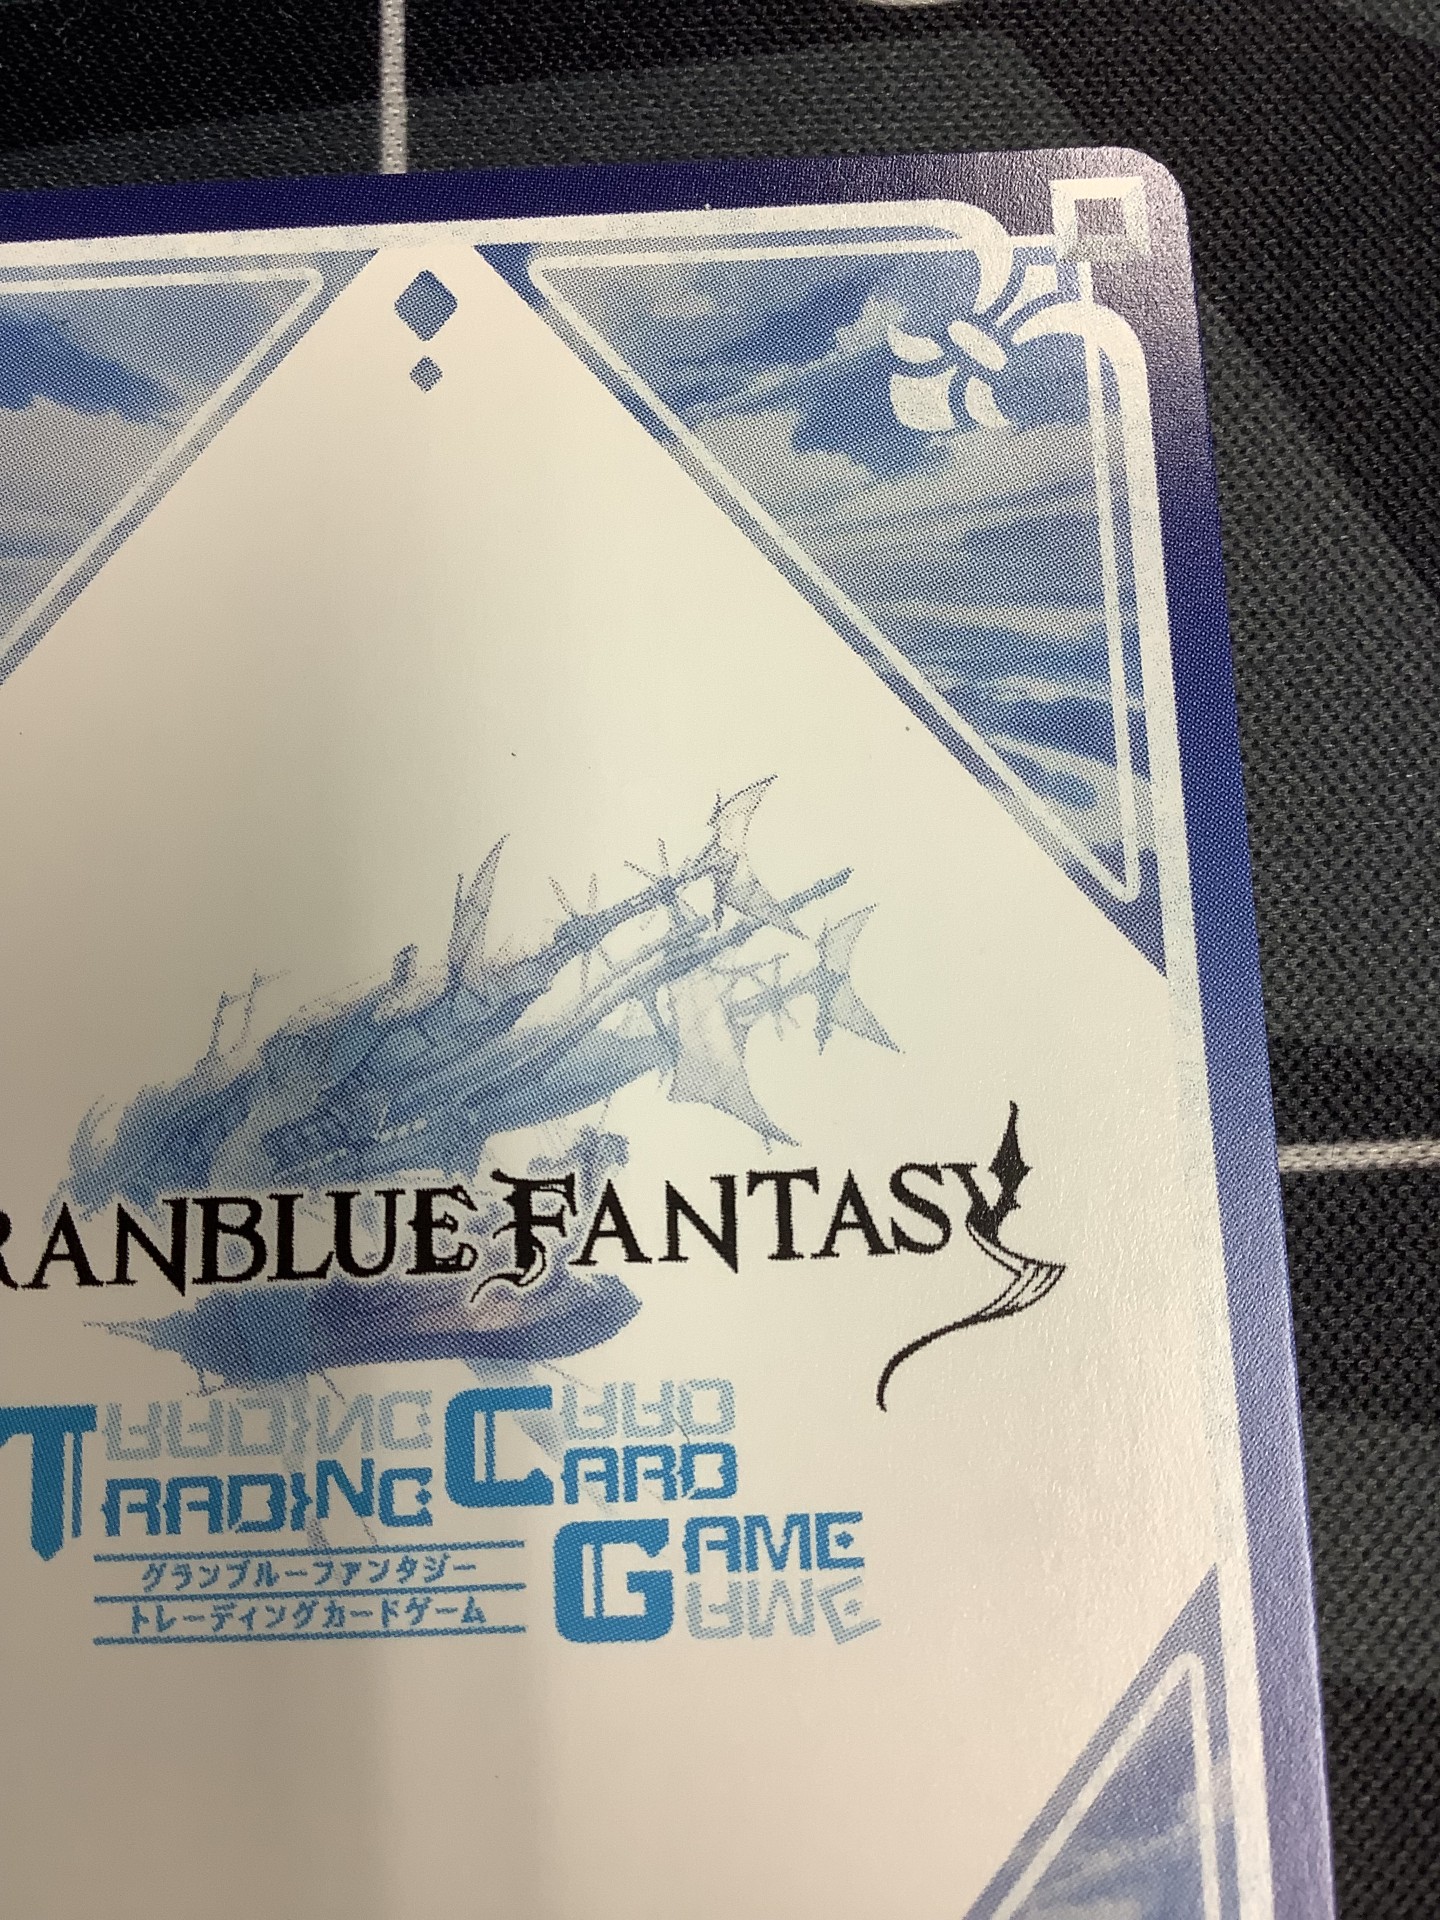 RANBLUE FANTASY
TRADING CARD
GAME
グランブルーファンタジー
トレーディングカードゲーム